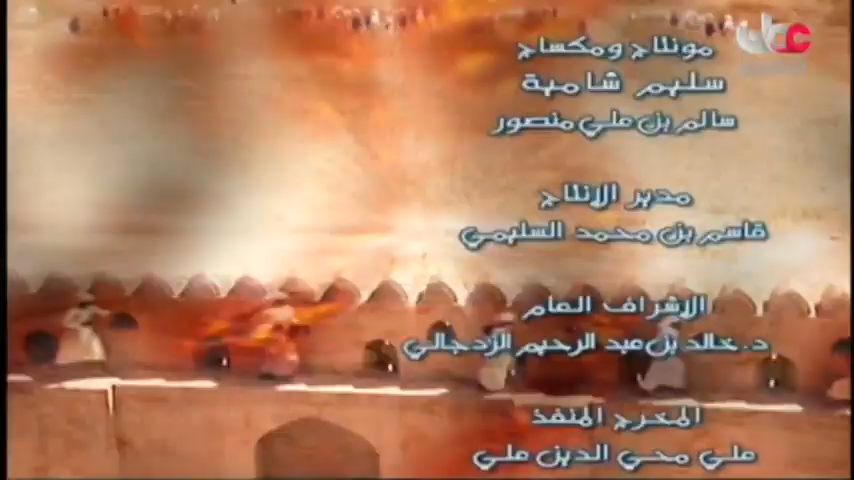 مونتاج ومكساج
سليم شامية
سالم بن علي منصور
مدير الإنتاج
قاسم بن محمد السليمي
الإشراف العام
د. خالد بن عبد الرحيم الزدجالي
المخرج المنفذ
علي محي الدين علي